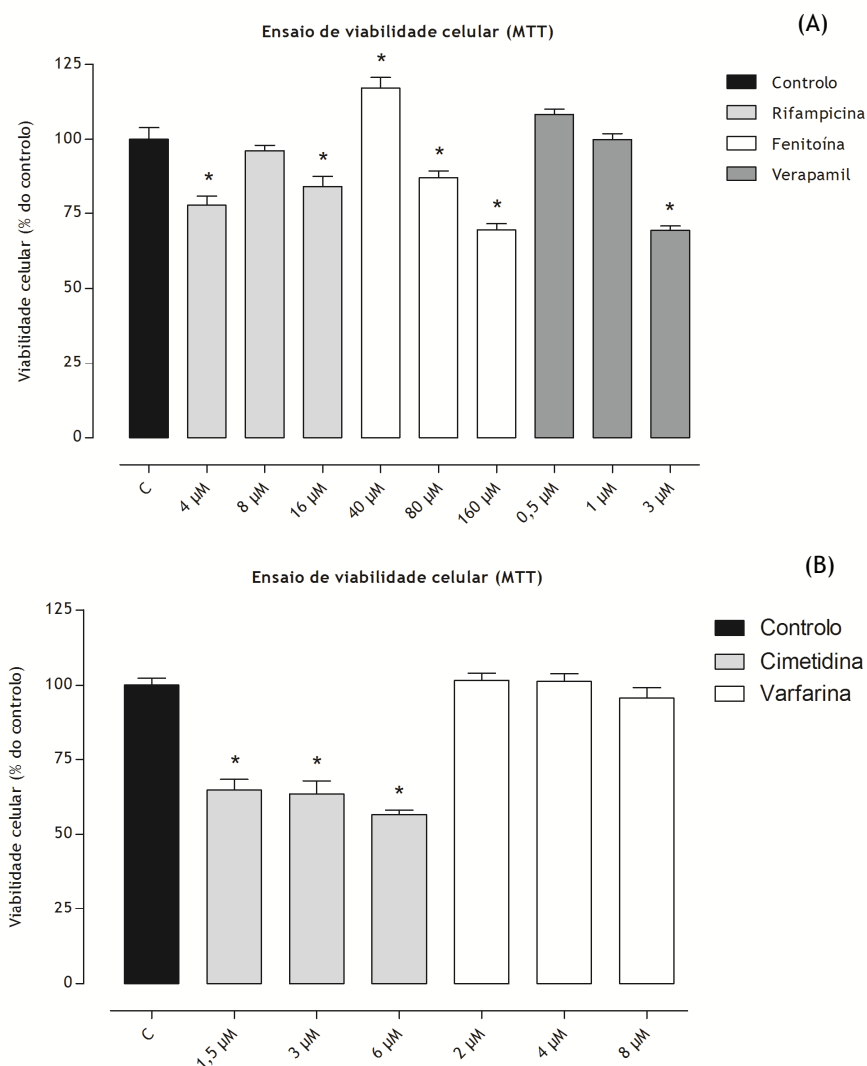 (A)
Ensaio de viabilidade celular (MTT)
Viabilidade celular (% do controlo)
125
100
75
50
25
0
* * * * * *
C
4 µM
8 µM
16 µM
40 µM
80 µM
160 µM
0,5 µM
1 µM
3 µM
Controlo
Rifampicina
Fenitoína
Verapamil
(B)
Ensaio de viabilidade celular (MTT)
Viabilidade celular (% do controlo)
125
100
75
50
25
0
* * *
C
1,5 µM
3 µM
6 µM
2 µM
4 µM
8 µM
Controlo
Cimetidina
Varfarina